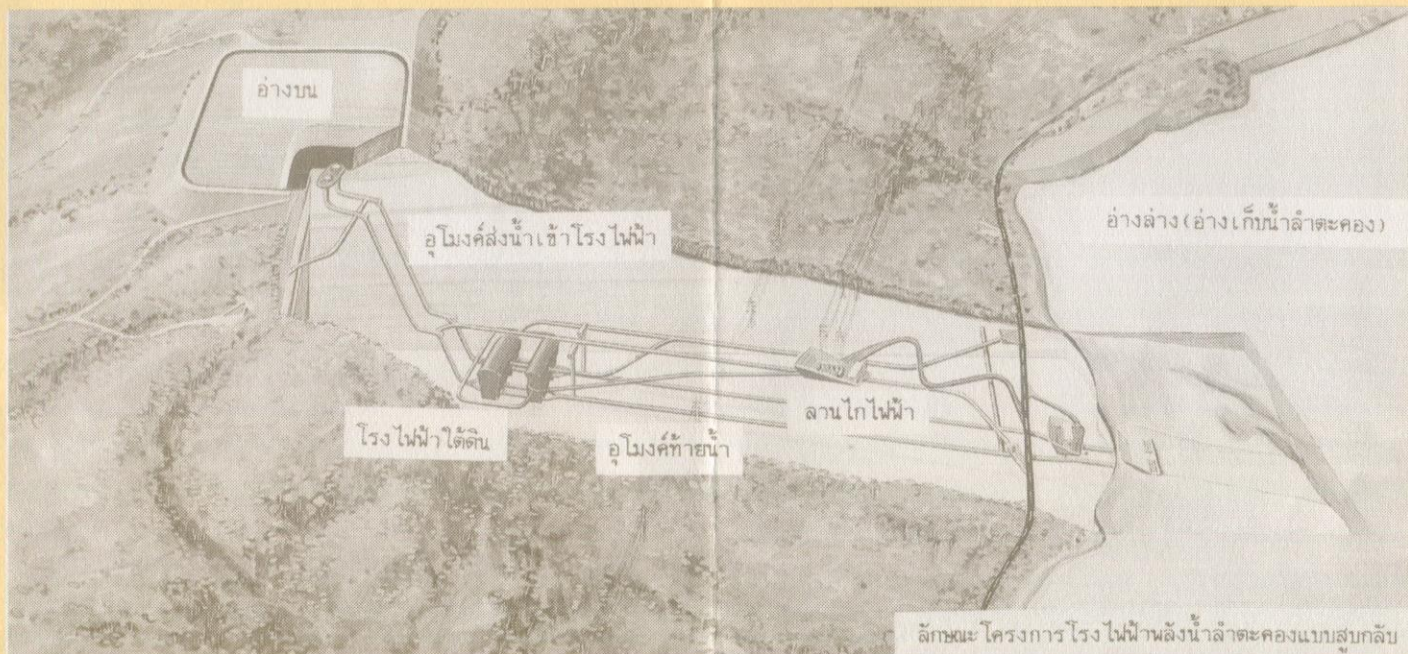 อ่างบน
อุโมงค์ส่งน้ำเข้าโรงไฟฟ้า
อ่างล่าง(อ่างเก็บน้ำลำตะคอง)
โรงไฟฟ้าใต้ดิน
อุโมงค์ท้ายน้ำ
ลานไกไฟฟ้า
ลักษณะโครงการโรงไฟฟ้าพลังน้ำลำตะคองแบบสูบกลับ